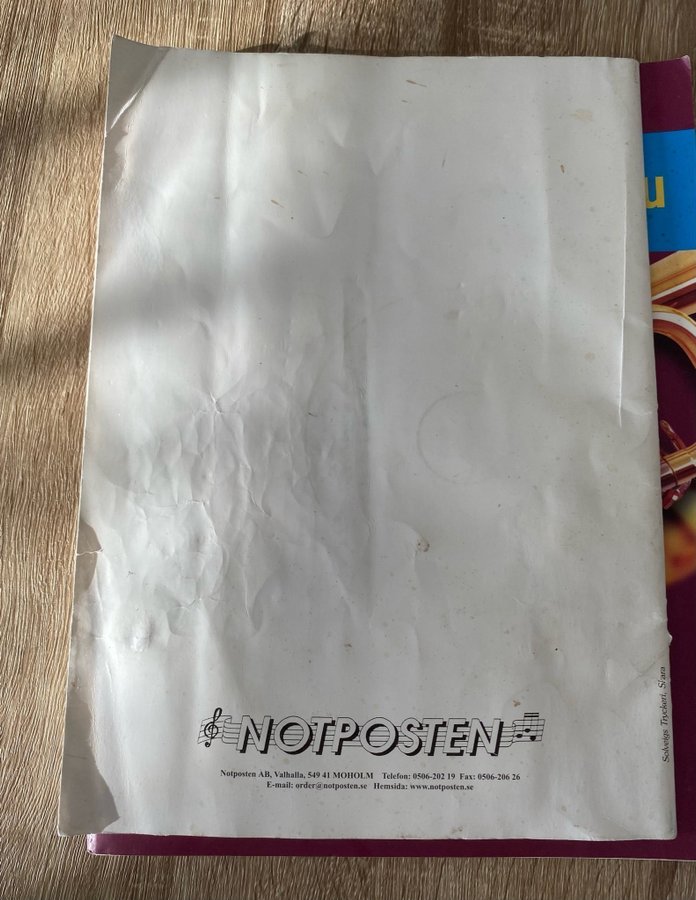 u
NOTPOSTEN
Notposten AB, Valhalla, 549 41 MOHOLM Telefon: 0506-202 19 Fax: 0506-206 26
E-mail: order@notposten.se Hemsida: www.notposten.se
Solveigs Tryckeri, Skara